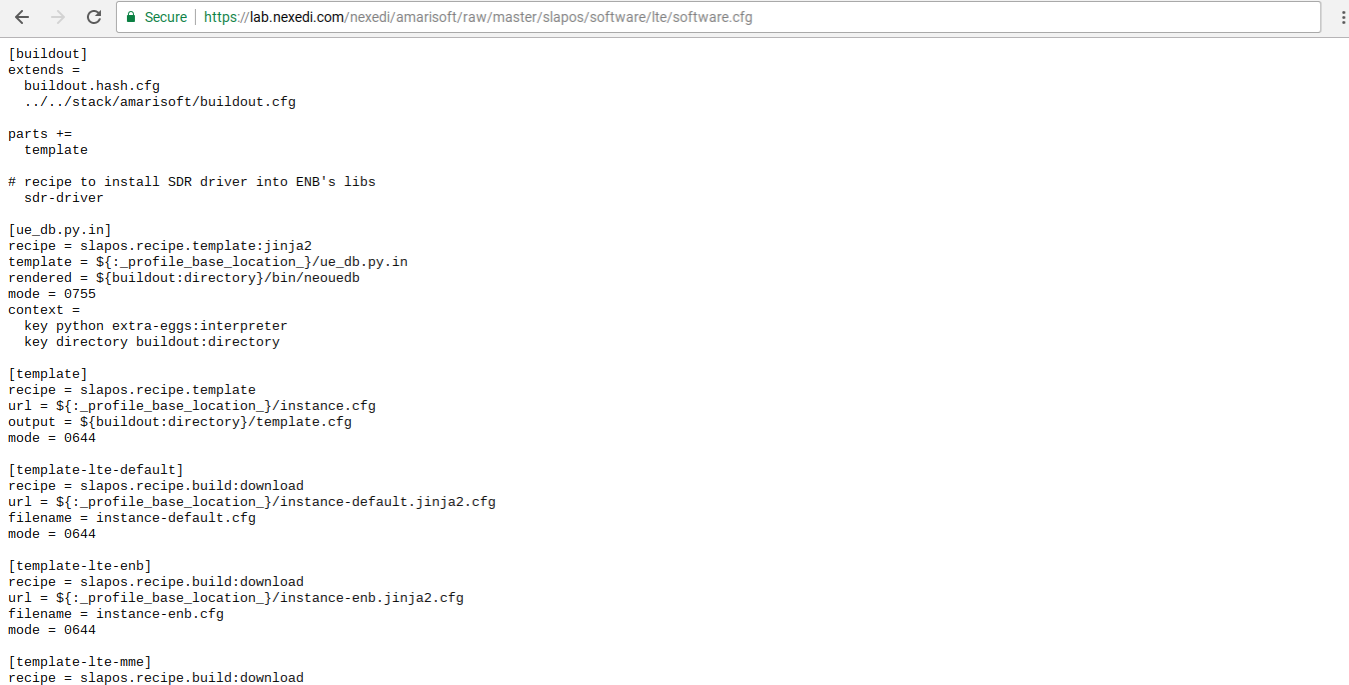 Secure https://lab.nexedi.com/nexedi/amarisoft/raw/master/slapos/software/lte/software.cfg
[buildout]
extends =
  buildout.hash.cfg
  ../../stack/amarisoft/buildout.cfg

parts +=
  template

# recipe to install SDR driver into ENB's libs
  sdr-driver

[ue_db.py.in]
recipe = slapos.recipe.template:jinja2
template = ${:_profile_base_location_}/ue_db.py.in
rendered = ${buildout:directory}/bin/neouedb
mode = 0755
context =
  key python extra-eggs:interpreter
  key directory buildout:directory

[template]
recipe = slapos.recipe.template
url = ${:_profile_base_location_}/instance.cfg
output = ${buildout:directory}/template.cfg
mode = 0644

[template-lte-default]
recipe = slapos.recipe.build:download
url = ${:_profile_base_location_}/instance-default.jinja2.cfg
filename = instance-default.cfg
mode = 0644

[template-lte-enb]
recipe = slapos.recipe.build:download
url = ${:_profile_base_location_}/instance-enb.jinja2.cfg
filename = instance-enb.cfg
mode = 0644

[template-lte-mme]
recipe = slapos.recipe.build:download